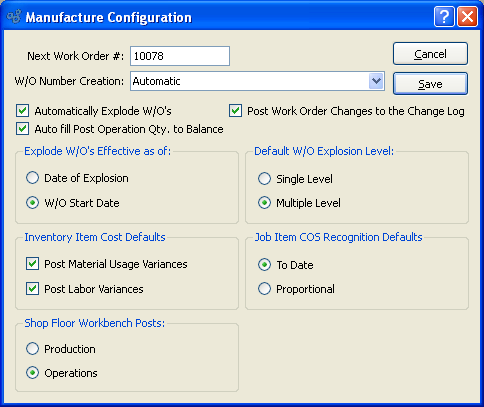 Manufacture Configuration
Next Work Order #: 10078
Cancel
W/O Number Creation: Automatic
Save
Automatically Explode W/O's
Post Work Order Changes to the Change Log
Auto fill Post Operation Qty. to Balance
Explode W/O's Effective as of:
Date of Explosion
W/O Start Date
Default W/O Explosion Level:
Single Level
Multiple Level
Inventory Item Cost Defaults
Post Material Usage Variances
Post Labor Variances
Job Item COS Recognition Defaults
To Date
Proportional
Shop Floor Workbench Posts:
Production
Operations